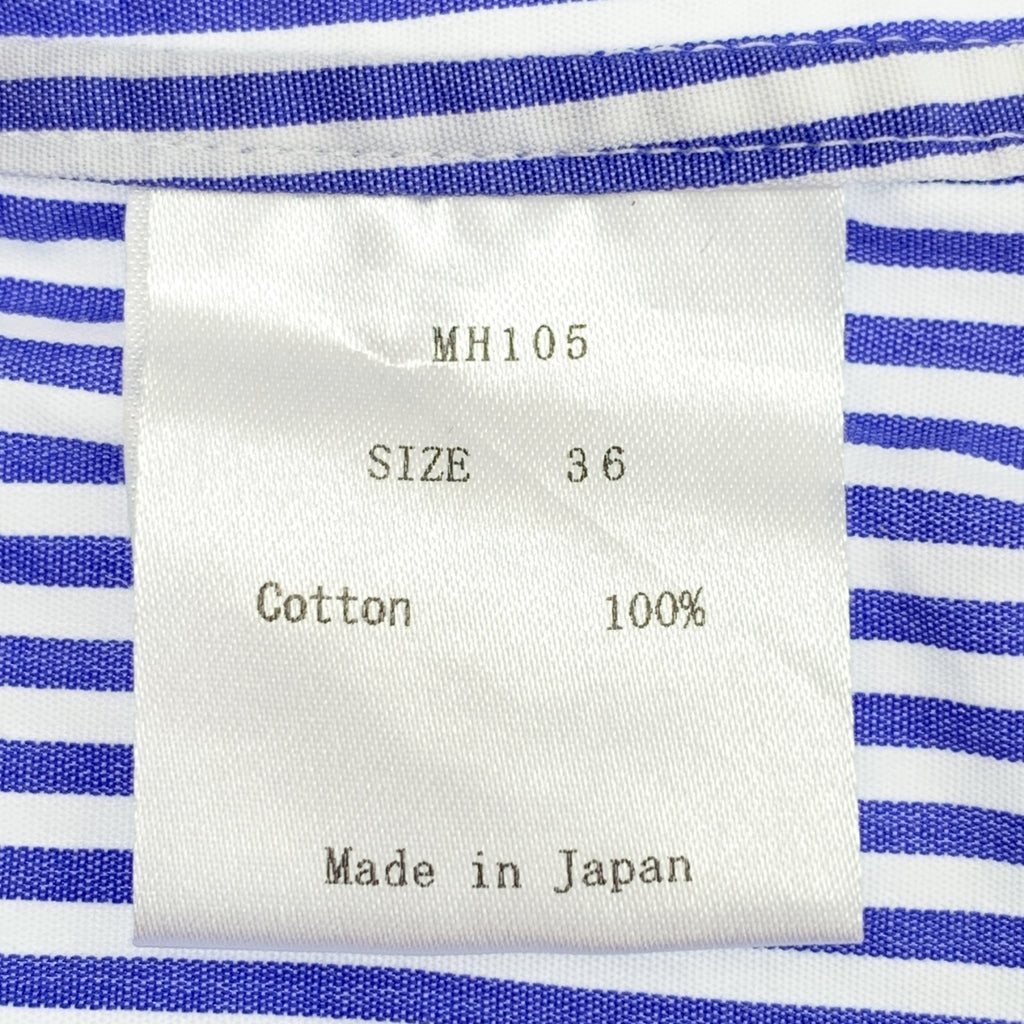 MH105
SIZE 36
Cotton 100%
Made in Japan